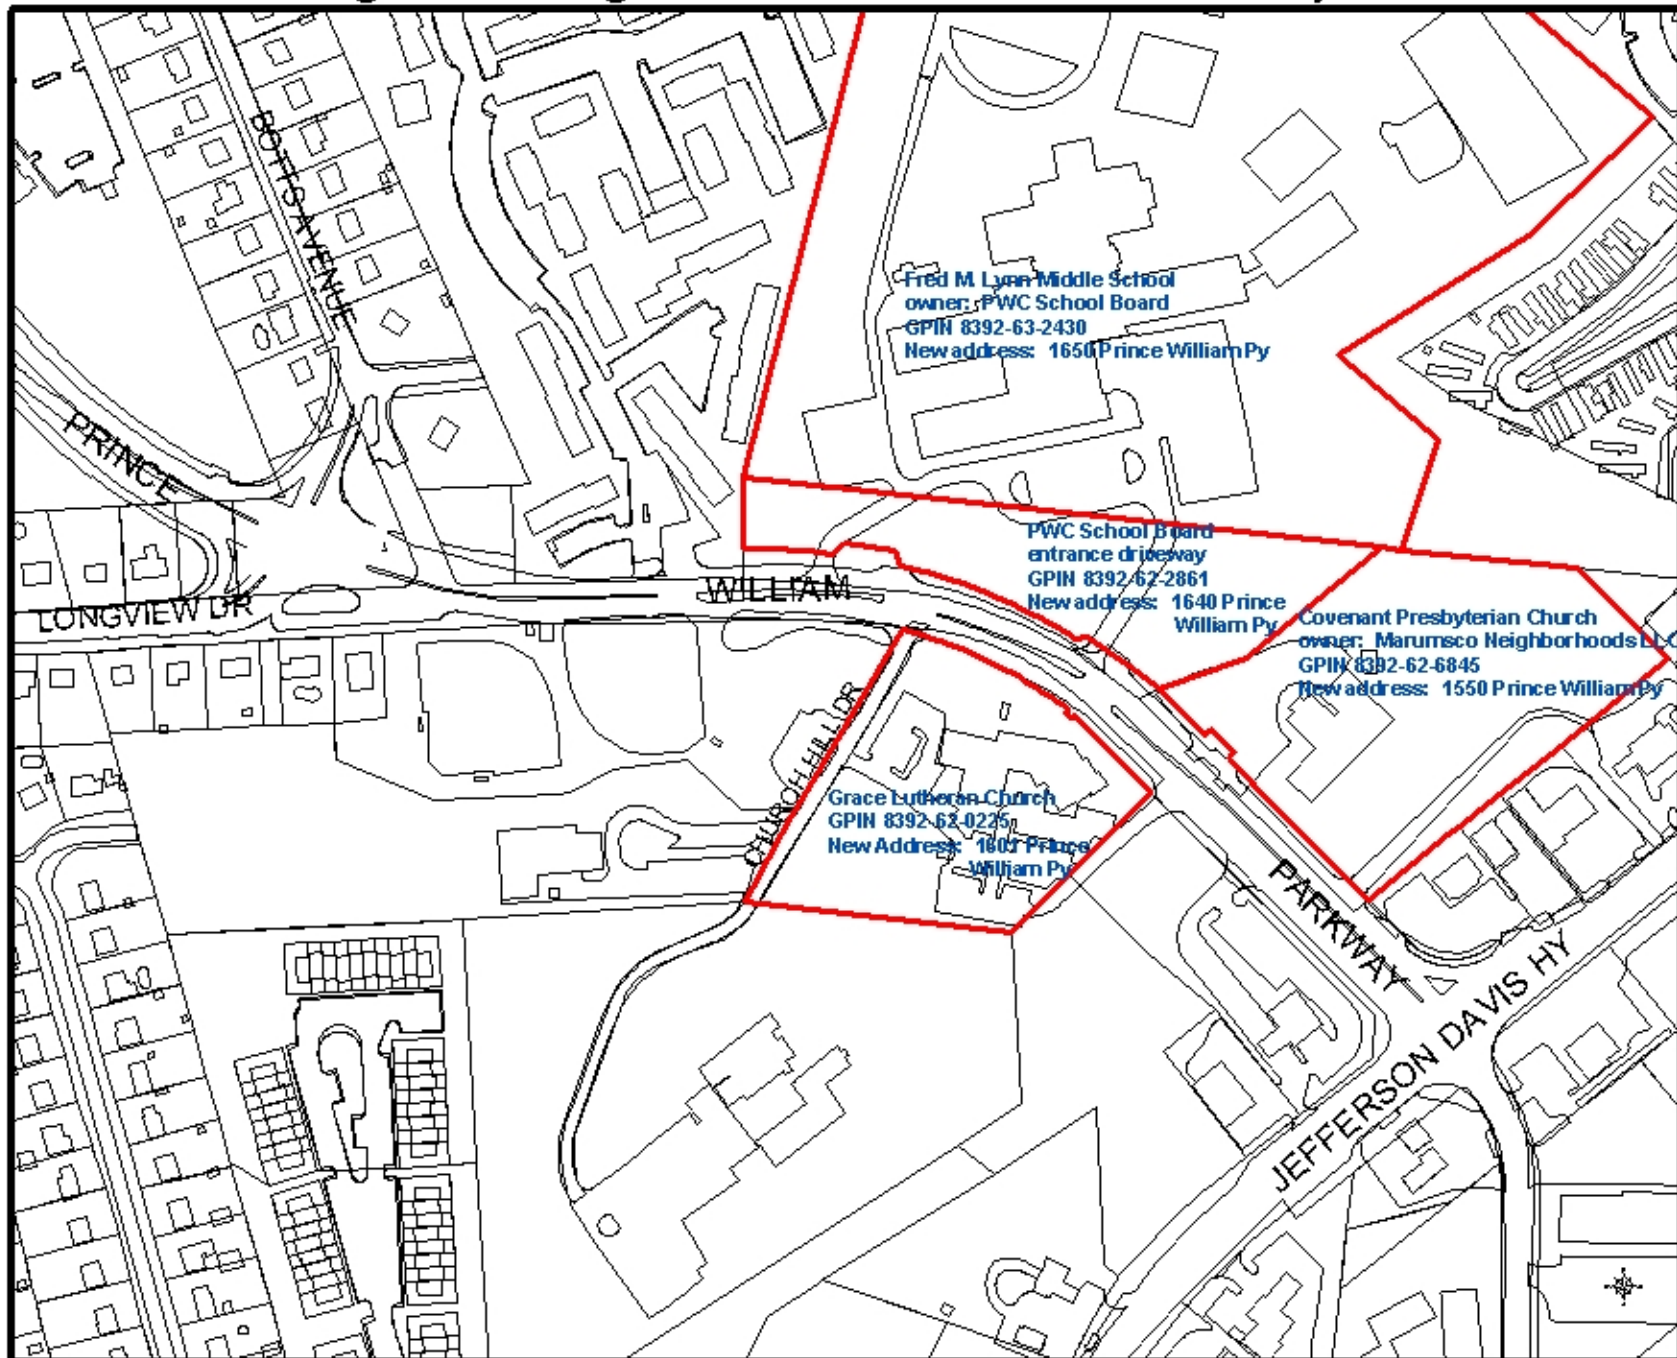 BOTTS AVENUE
Fred M. Lynn Middle School
owner: PWC School Board
GPIN 8392-63-2430
New address: 1650 Prince William Py
PRINCE
PWC School Board
entrance driveway
GPIN 8392-62-2861
New address: 1640 Prince
William Py
WILLIAM
LONGVIEW DR
Covenant Presbyterian Church
owner: Marumsco Neighborhoods LLC
GPIN 8392-62-6845
New address: 1550 Prince William Py
CHURCH HILL DR
Grace Lutheran Church
GPIN 8392-62-0225
New Address: 1601 Prince
William Py
PARKWAY
JEFFERSON DAVIS HY